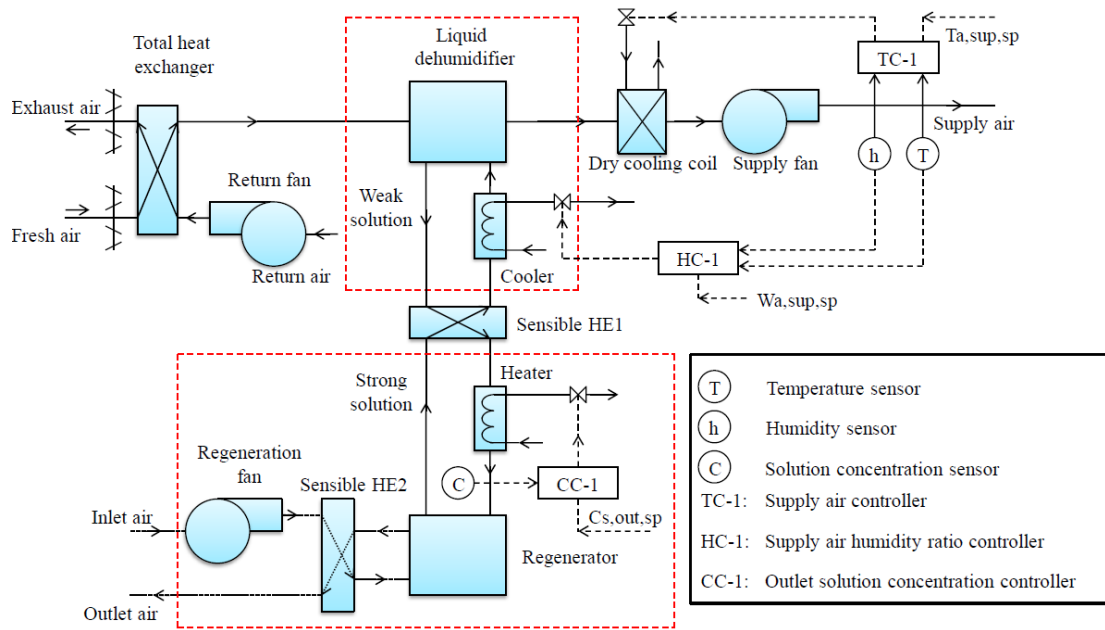 Total heat
exchanger
Liquid
dehumidifier
Ta,sup,sp
TC-1
Exhaust air
Supply air
Dry cooling coil
Supply fan
h
T
Return fan
Weak
solution
Fresh air
Return air
Cooler
HC-1
Wa,sup,sp
Sensible HE1
Strong
solution
Heater
Regeneration
fan
Sensible HE2
C
CC-1
Inlet air
Cs,out,sp
Regenerator
Outlet air
T Temperature sensor
h Humidity sensor
C Solution concentration sensor
TC-1: Supply air controller
HC-1: Supply air humidity ratio controller
CC-1: Outlet solution concentration controller